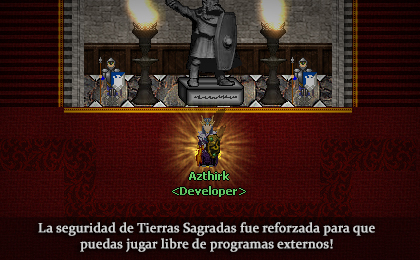 Azthirk
<Developer>
La seguridad de Tierras Sagradas fue reforzada para que
puedas jugar libre de programas externos!